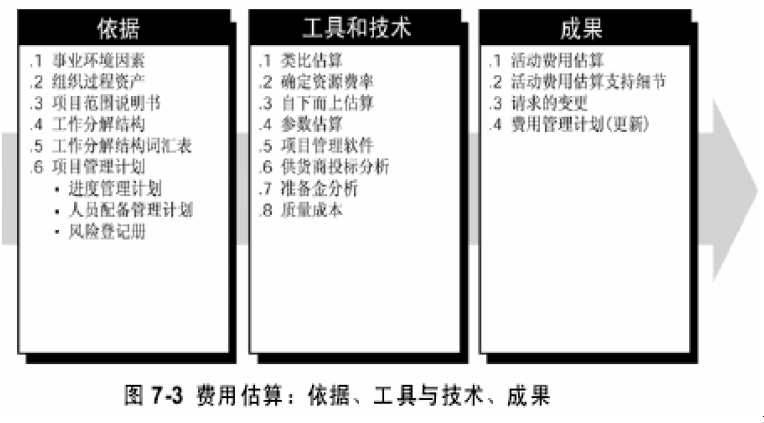 依据
.1 事业环境因素
.2 组织过程资产
.3 项目范围说明书
.4 工作分解结构
.5 工作分解结构词汇表
.6 项目管理计划
• 进度管理计划
• 人员配备管理计划
• 风险登记册
工具和技术
.1 类比估算
.2 确定资源费率
.3 自下而上估算
.4 参数估算
.5 项目管理软件
.6 供货商投标分析
.7 准备金分析
.8 质量成本
成果
.1 活动费用估算
.2 活动费用估算支持细节
.3 请求的变更
.4 费用管理计划(更新)
图 7-3 费用估算：依据、工具与技术、成果